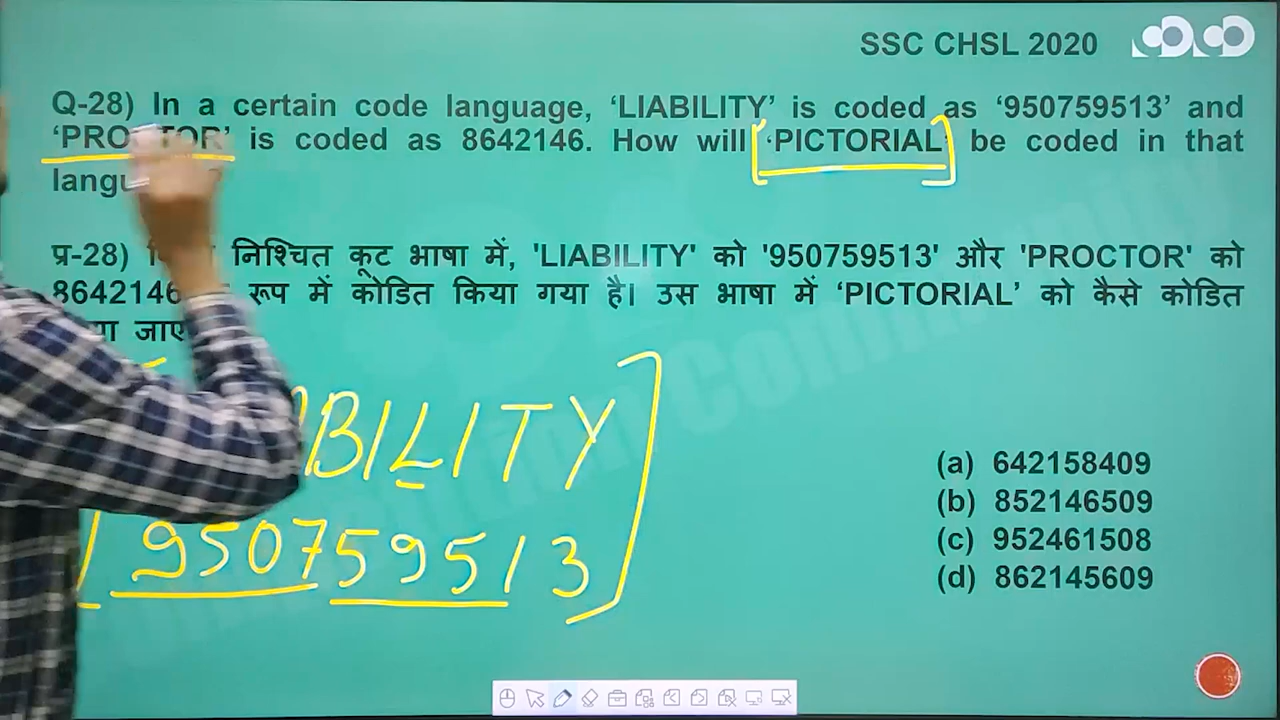 SSC CHSL 2020
Q-28) In a certain code language, ‘LIABILITY’ is coded as ‘950759513’ and
‘PROCTOR’ is coded as 8642146. How will ‘PICTORIAL’ be coded in that
प्र-28) निश्चित कूट भाषा में, 'LIABILITY' को '950759513' और 'PROCTOR' को
8642146 रूप में कोडित किया गया है। उस भाषा में ‘PICTORIAL’ को कैसे कोडित
जाए
BILITY
950759513
(a) 642158409
(b) 852146509
(c) 952461508
(d) 862145609